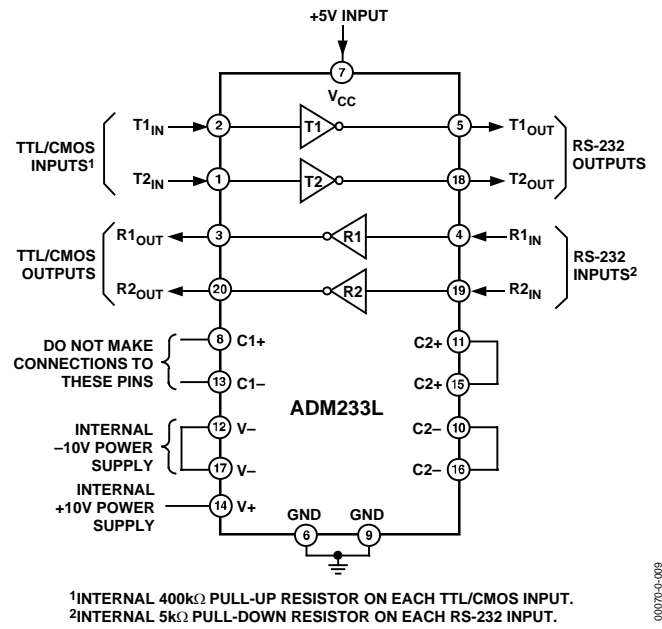 +5V INPUT
7
VCC
TTL/CMOS
INPUTS1
T1IN
2
T1
5
T1OUT
T2IN
1
T2
18
T2OUT
RS-232
OUTPUTS
TTL/CMOS
OUTPUTS
R1OUT
3
R1
4
R1IN
R2OUT
20
R2
19
R2IN
RS-232
INPUTS2
DO NOT MAKE
CONNECTIONS TO
THESE PINS
8 C1+
13 C1–
C2+ 11
C2+ 15
ADM233L
INTERNAL
–10V POWER
SUPPLY
12 V–
17 V–
C2– 10
C2– 16
INTERNAL
+10V POWER
SUPPLY
14 V+
GND GND
6 9
1INTERNAL 400kΩ PULL-UP RESISTOR ON EACH TTL/CMOS INPUT.
2INTERNAL 5kΩ PULL-DOWN RESISTOR ON EACH RS-232 INPUT.
00070-0-009